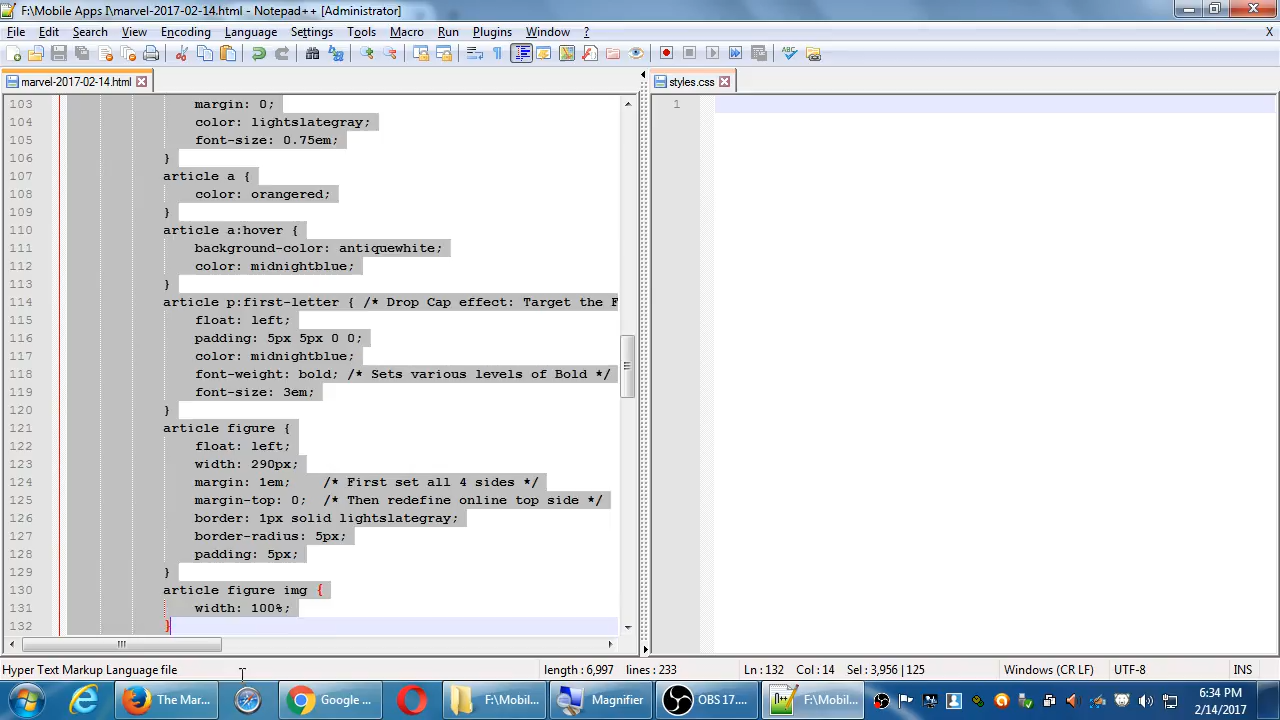 F:\Mobile Apps I\marvel-2017-02-14.html - Notepad++ [Administrator]
File Edit Search View Encoding Language Settings Tools Macro Run Plugins Window ? X
marvel-2017-02-14.html
styles.css
103 margin: 0;
104 color: lightslategray;
105 font-size: 0.75em;
106 }
107 article a {
108 color: orangered;
109 }
110 article a:hover {
111 background-color: antiquewhite;
112 color: midnightblue;
113 }
114 article p:first-letter { /* Drop Cap effect: Target the F
115 float: left;
116 padding: 5px 5px 0 0;
117 color: midnightblue;
118 font-weight: bold; /* Sets various levels of Bold */
119 font-size: 3em;
120 }
121 article figure {
122 float: left;
123 width: 290px;
124 margin: 1em; /* First set all 4 sides */
125 margin-top: 0; /* Then redefine online top side */
126 border: 1px solid lightslategray;
127 border-radius: 5px;
128 padding: 5px;
129 }
130 article figure img {
131 width: 100%;
132 }
1
Hyper Text Markup Language file length : 6,997 lines : 233 Ln : 132 Col : 14 Sel : 3,956 | 125 Windows (CR LF) UTF-8 INS
The Mar... Google ... F:\Mobil... Magnifier OBS 17.... F:\Mobil...
6:34 PM
2/14/2017